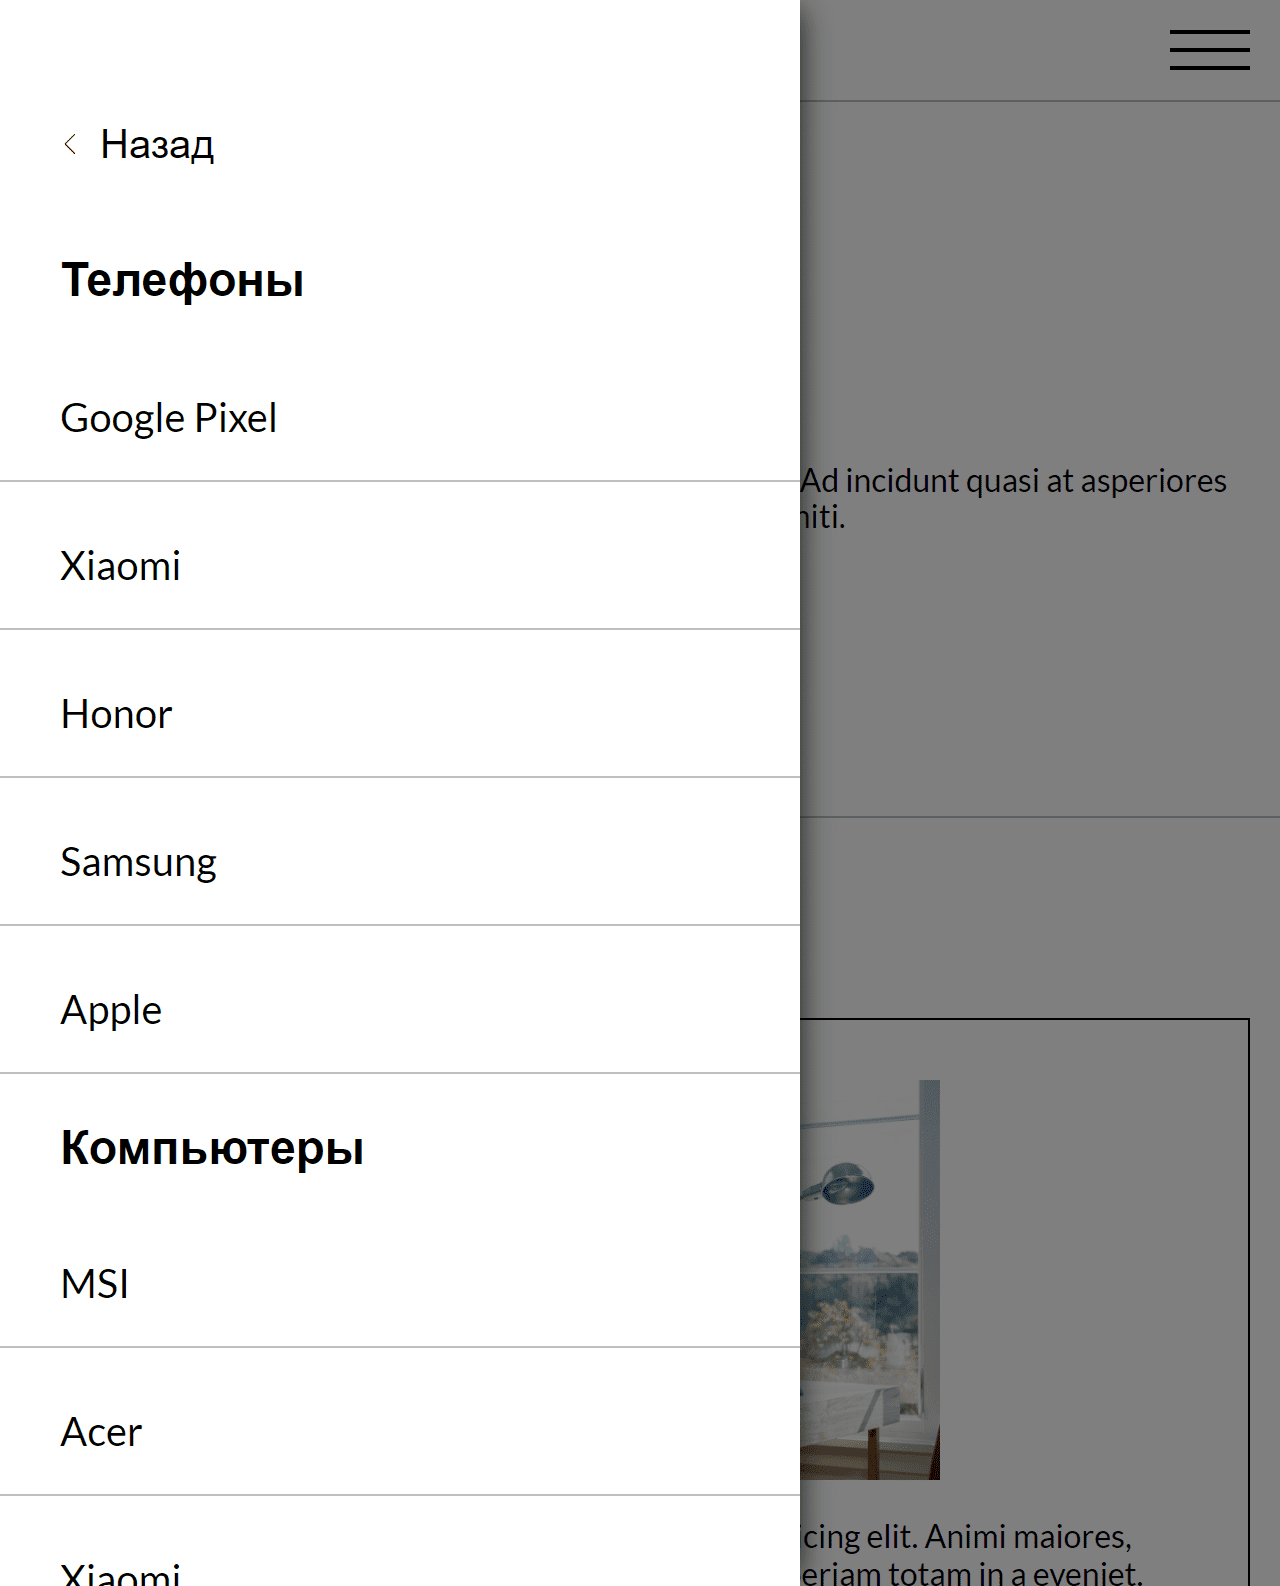 Назад
Телефоны
Google Pixel
Ad incidunt quasi at asperiores
niti.
Xiaomi
Honor
Samsung
Apple
Компьютеры
MSI
Acer
cing elit. Animi maiores,
Xiaomi
eriam totam in a eveniet.